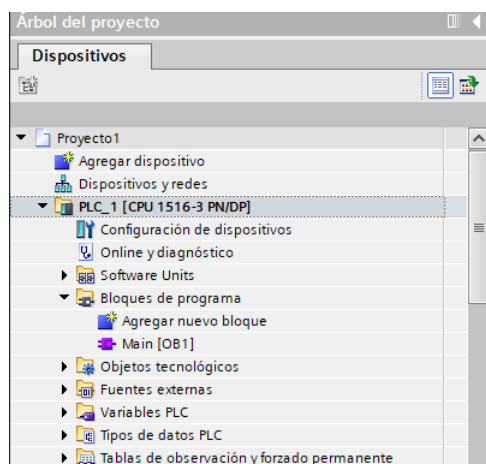 Árbol del proyecto
Dispositivos
Proyecto1
Agregar dispositivo
Dispositivos y redes
PLC_1 [CPU 1516-3 PN/DP]
Configuración de dispositivos
Online y diagnóstico
Software Units
Bloques de programa
Agregar nuevo bloque
Main [OB1]
Objetos tecnológicos
Fuentes externas
Variables PLC
Tipos de datos PLC
Tablas de observación y forzado permanente